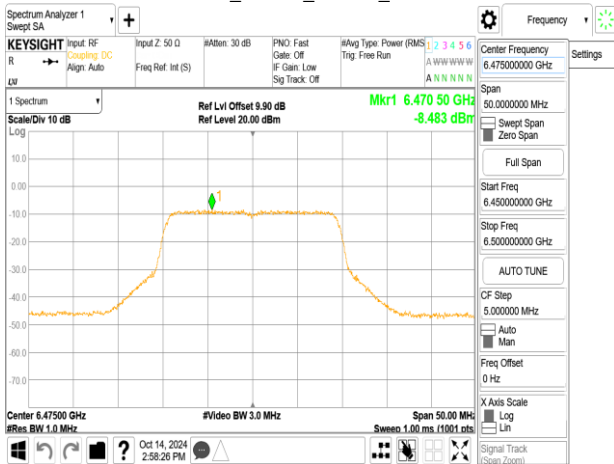 Spectrum Analyzer 1
Swept SA
+
Frequency
KEYSIGHT
Input: RF
Coupling: DC
Align: Auto
Input Z: 50 Ω
Freq Ref: Int (S)
#Atten: 30 dB
PNO: Fast
Gate: Off
IF Gain: Low
Sig Track: Off
#Avg Type: Power (RMS
Trig: Free Run
1 2 3 4 5 6
A W W W W W
A N N N N N
R
LXI
1 Spectrum
Scale/Div 10 dB
Log
Ref Lvl Offset 9.90 dB
Ref Level 20.00 dBm
Mkr1 6.470 50 GHz
-8.483 dBm
1
10.0
0.00
-10.0
-20.0
-30.0
-40.0
-50.0
-60.0
-70.0
Center 6.47500 GHz
#Res BW 1.0 MHz
#Video BW 3.0 MHz
Span 50.00 MHz
Sweep 1.00 ms (1001 pts
Oct 14, 2024
2:58:26 PM
?
Center Frequency
6.475000000 GHz
Settings
Span
50.0000000 MHz
Swept Span
Zero Span
Full Span
Start Freq
6.450000000 GHz
Stop Freq
6.500000000 GHz
AUTO TUNE
CF Step
5.000000 MHz
Auto
Man
Freq Offset
0 Hz
X Axis Scale
Log
Lin
Signal Track
(Span Zoom)